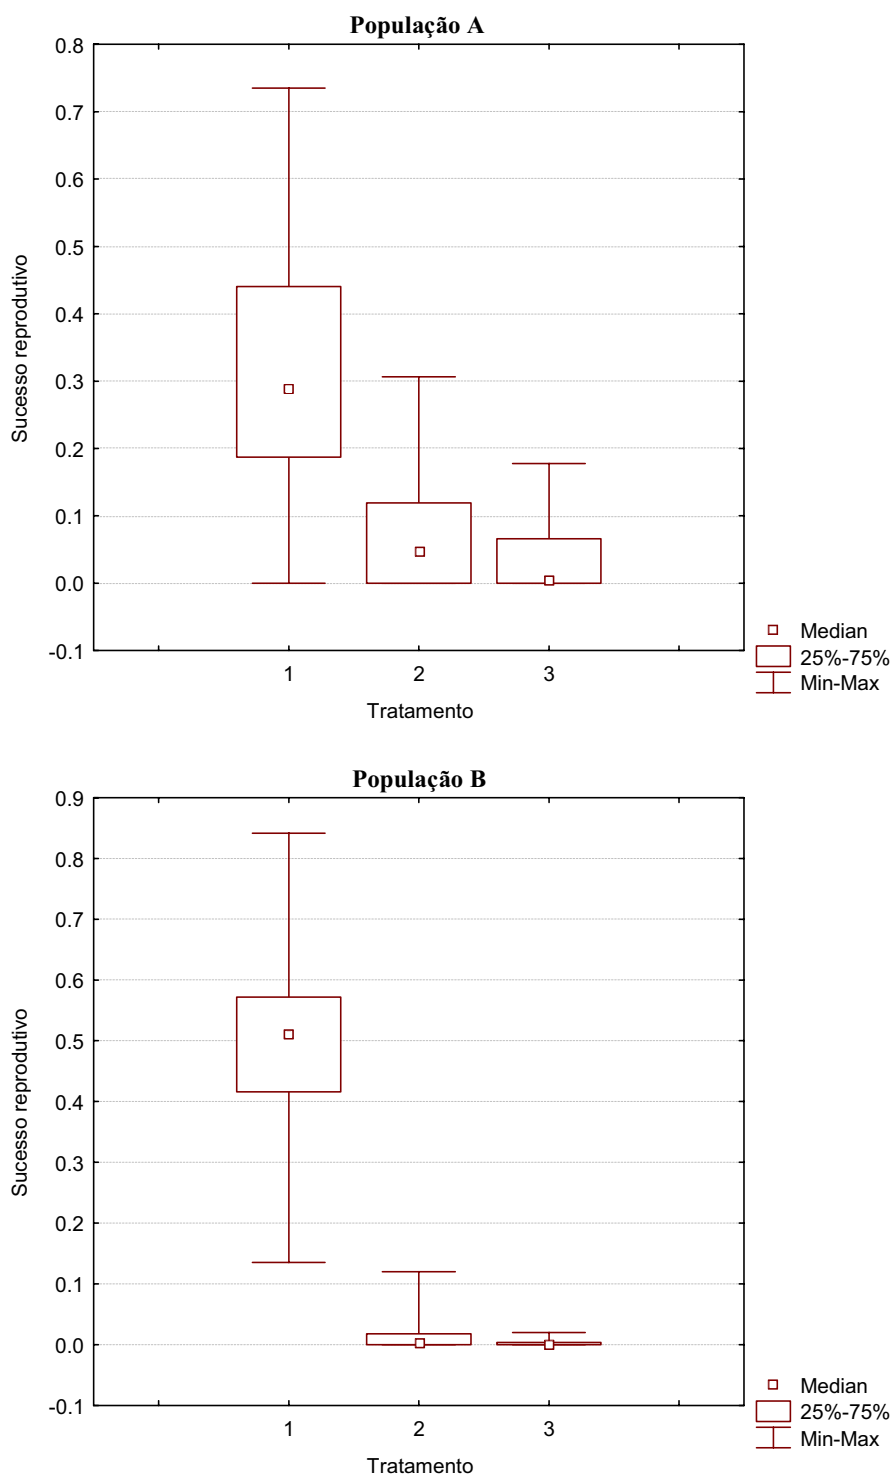 População A
0.8
0.7
0.6
0.5
0.4
0.3
0.2
0.1
0.0
-0.1
Sucesso reprodutivo
1 2 3
Tratamento
Median
25%-75%
Min-Max
População B
0.9
0.8
0.7
0.6
0.5
0.4
0.3
0.2
0.1
0.0
-0.1
Sucesso reprodutivo
1 2 3
Tratamento
Median
25%-75%
Min-Max